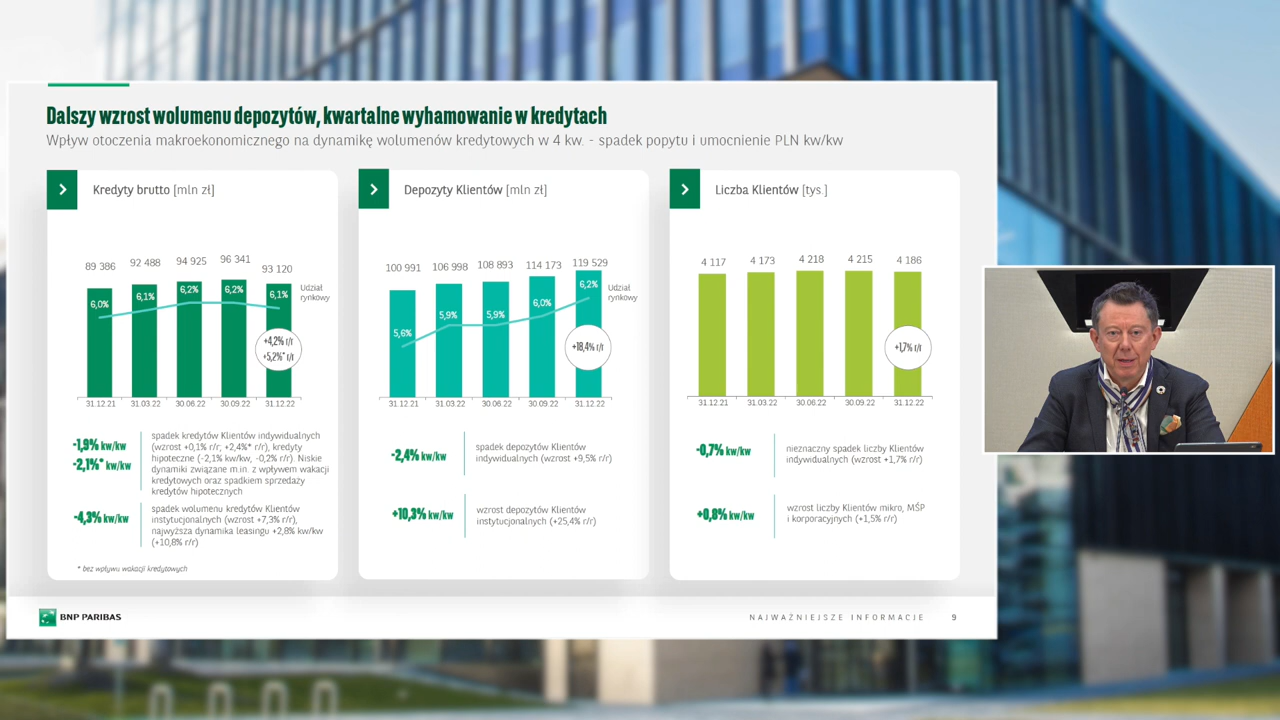 Dalszy wzrost wolumenu depozytów, kwartalne wyhamowanie w kredytach
Wpływ otoczenia makroekonomicznego na dynamikę wolumenów kredytowych w 4 kw. - spadek popytu i umocnienie PLN kw/kw
Kredyty brutto [mln zł]
89 386 92 488 94 925 96 341 93 120
6,0% 6,1% 6,2% 6,2% 6,1%
Udział
rynkowy
+4,2% r/r
+5,2%* r/r
31.12.21 31.03.22 30.06.22 30.09.22 31.12.22
-1,9% kw/kw
-2,1%* kw/kw
spadek kredytów Klientów indywidualnych
(wzrost +0,1% r/r; +2,4%* r/r), kredyty
hipoteczne (-2,1% kw/kw, -0,2% r/r). Niskie
dynamiki związane m.in. z wpływem wakacji
kredytowych oraz spadkiem sprzedaży
kredytów hipotecznych
-4,3% kw/kw
spadek wolumenu kredytów Klientów
instytucjonalnych (wzrost +7,3% r/r),
najwyższa dynamika leasingu +2,8% kw/kw
(+10,8% r/r)
* bez wpływu wakacji kredytowych
Depozyty Klientów [mln zł]
100 991 106 998 108 893 114 173 119 529
5,6% 5,9% 5,9% 6,0% 6,2%
Udział
rynkowy
+18,4% r/r
31.12.21 31.03.22 30.06.22 30.09.22 31.12.22
-2,4% kw/kw
spadek depozytów Klientów
indywidualnych (wzrost +9,5% r/r)
+10,3% kw/kw
wzrost depozytów Klientów
instytucjonalnych (+25,4% r/r)
Liczba Klientów [tys.]
4 117 4 173 4 218 4 215 4 186
+1,7% r/r
31.12.21 31.03.22 30.06.22 30.09.22 31.12.22
-0,7% kw/kw
nieznaczny spadek liczby Klientów
indywidualnych (wzrost +1,7% r/r)
+0,8% kw/kw
wzrost liczby Klientów mikro, MŚP
i korporacyjnych (+1,5% r/r)
BNP PARIBAS
NAJWAŻNIEJSZE INFORMACJE 9